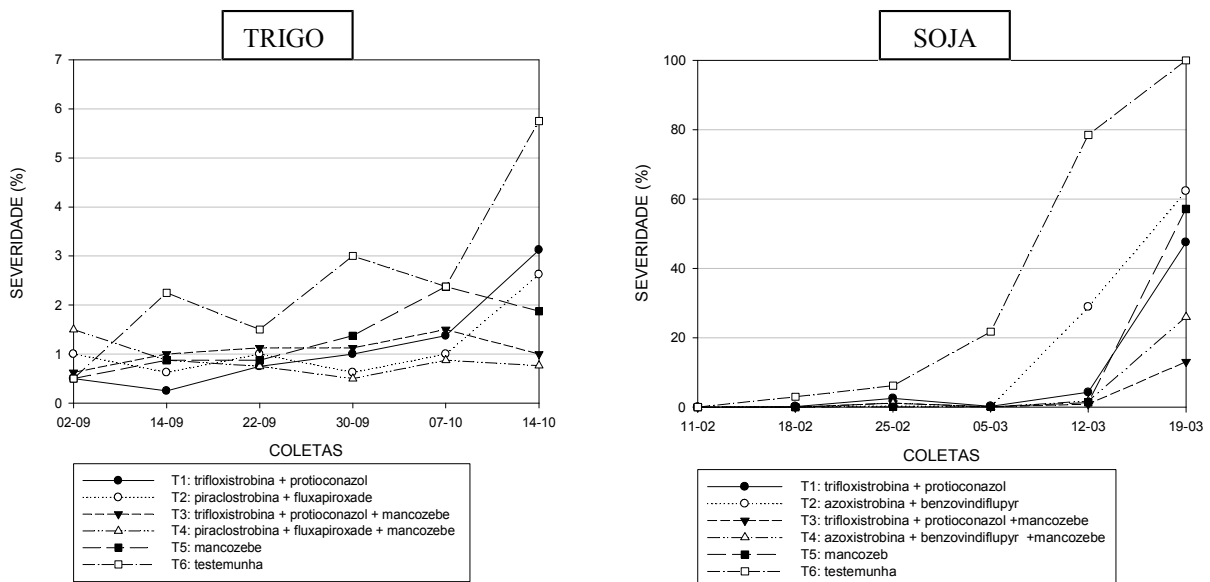 TRIGO
7
6
5
4
3
2
1
0
SEVERIDADE (%)
02-09 14-09 22-09 30-09 07-10 14-10
COLETAS
T1: trifloxistrobina + protioconazol
T2: piraclostrobina + fluxapiroxade
T3: trifloxistrobina + protioconazol + mancozebe
T4: piraclostrobina + fluxapiroxade + mancozebe
T5: mancozebe
T6: testemunha
SOJA
100
80
60
40
20
0
SEVERIDADE (%)
11-02 18-02 25-02 05-03 12-03 19-03
COLETAS
T1: trifloxistrobina + protioconazol
T2: azoxistrobina + benzovindiflupyr
T3: trifloxistrobina + protioconazol +mancozebe
T4: azoxistrobina + benzovindiflupyr +mancozebe
T5: mancozeb
T6: testemunha